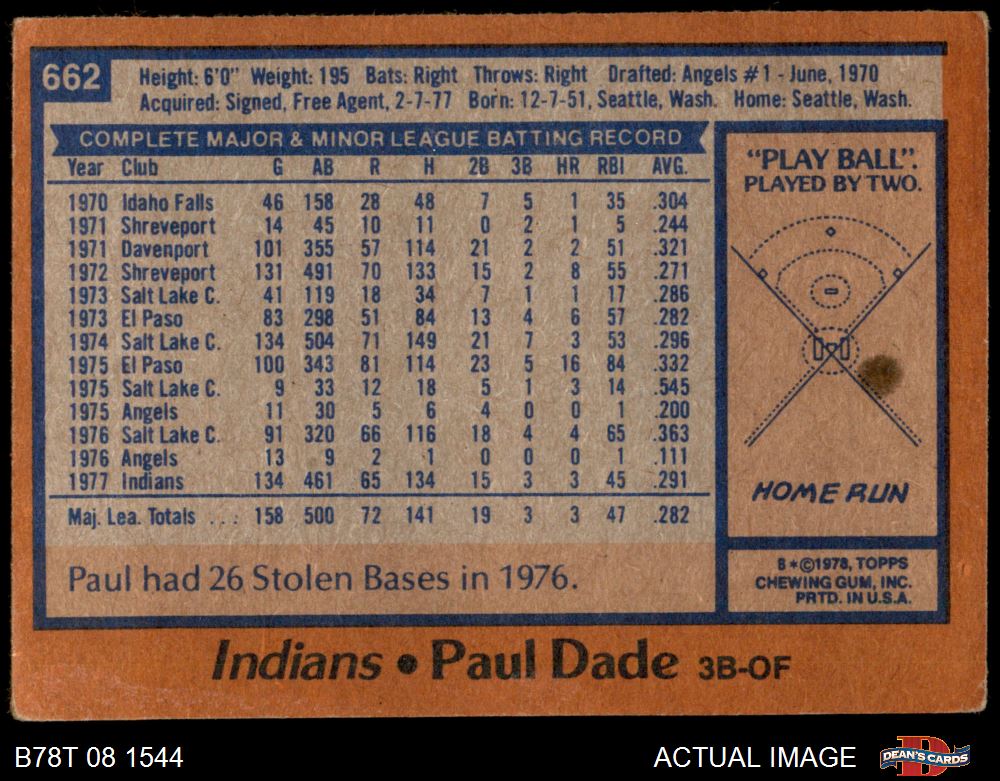 662
Height: 6'0" Weight: 195 Bats: Right Throws: Right Drafted: Angels #1 - June, 1970
Acquired: Signed, Free Agent, 2-7-77 Born: 12-7-51, Seattle, Wash. Home: Seattle, Wash.
COMPLETE MAJOR & MINOR LEAGUE BATTING RECORD
Year Club G AB R H 2B 3B HR RBI AVG.
1970 Idaho Falls 46 158 28 48 7 5 1 35 .304
1971 Shreveport 14 45 10 11 0 2 1 5 .244
1971 Davenport 101 355 57 114 21 2 2 51 .321
1972 Shreveport 131 491 70 133 15 2 8 55 .271
1973 Salt Lake C. 41 119 18 34 7 1 1 17 .286
1973 El Paso 83 298 51 84 13 4 6 57 .282
1974 Salt Lake C. 134 504 71 149 21 7 3 53 .296
1975 El Paso 100 343 81 114 23 5 16 84 .332
1975 Salt Lake C. 9 33 12 18 5 1 3 14 .545
1975 Angels 11 30 5 6 4 0 0 1 .200
1976 Salt Lake C. 91 320 66 116 18 4 4 65 .363
1976 Angels 13 9 2 1 0 0 0 1 .111
1977 Indians 134 461 65 134 15 3 3 45 .291
Maj. Lea. Totals . . . 158 500 72 141 19 3 3 47 .282
Paul had 26 Stolen Bases in 1976.
"PLAY BALL".
PLAYED BY TWO.
HOME RUN
B*©1978, TOPPS
CHEWING GUM, INC.
PRTD. IN U.S.A.
Indians • Paul Dade 3B-OF
B78T 08 1544
ACTUAL IMAGE
DEAN'S CARDS